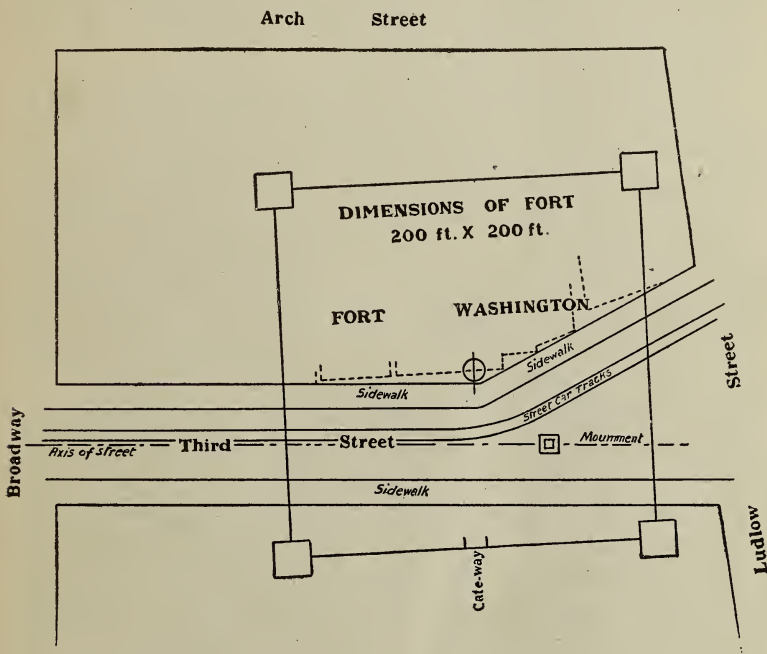 Arch Street
DIMENSIONS OF FORT
200 ft. X 200 ft.
FORT WASHINGTON
Sidewalk
Sidewalk
Street Car Tracks
Street
Broadway
Axis of Street
Third Street
Mounment
Sidewalk
Gate-way
Ludlow